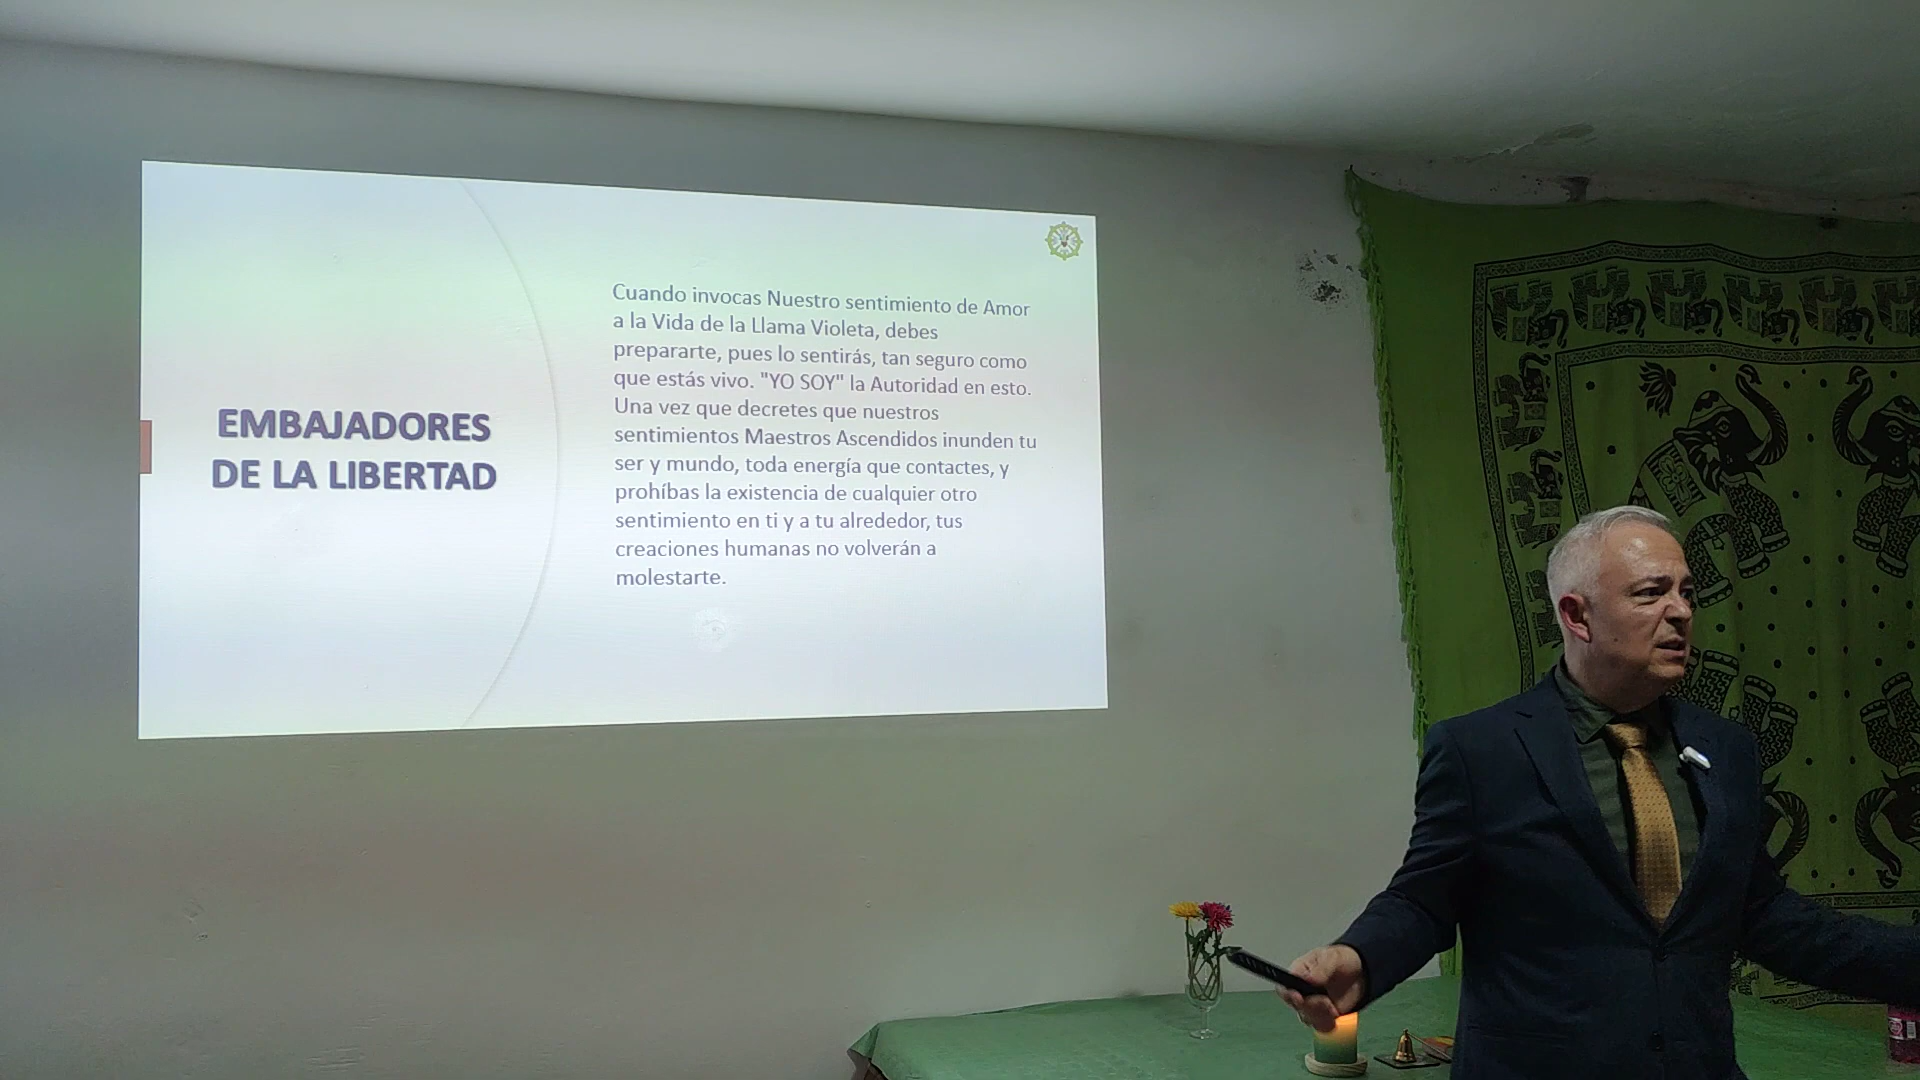 EMBAJADORES
DE LA LIBERTAD
Cuando invocas Nuestro sentimiento de Amor
a la Vida de la Llama Violeta, debes
prepararte, pues lo sentirás, tan seguro como
que estás vivo. "YO SOY" la Autoridad en esto.
Una vez que decretes que nuestros
sentimientos Maestros Ascendidos inunden tu
ser y mundo, toda energía que contactes, y
prohíbas la existencia de cualquier otro
sentimiento en ti y a tu alrededor, tus
creaciones humanas no volverán a
molestarte.